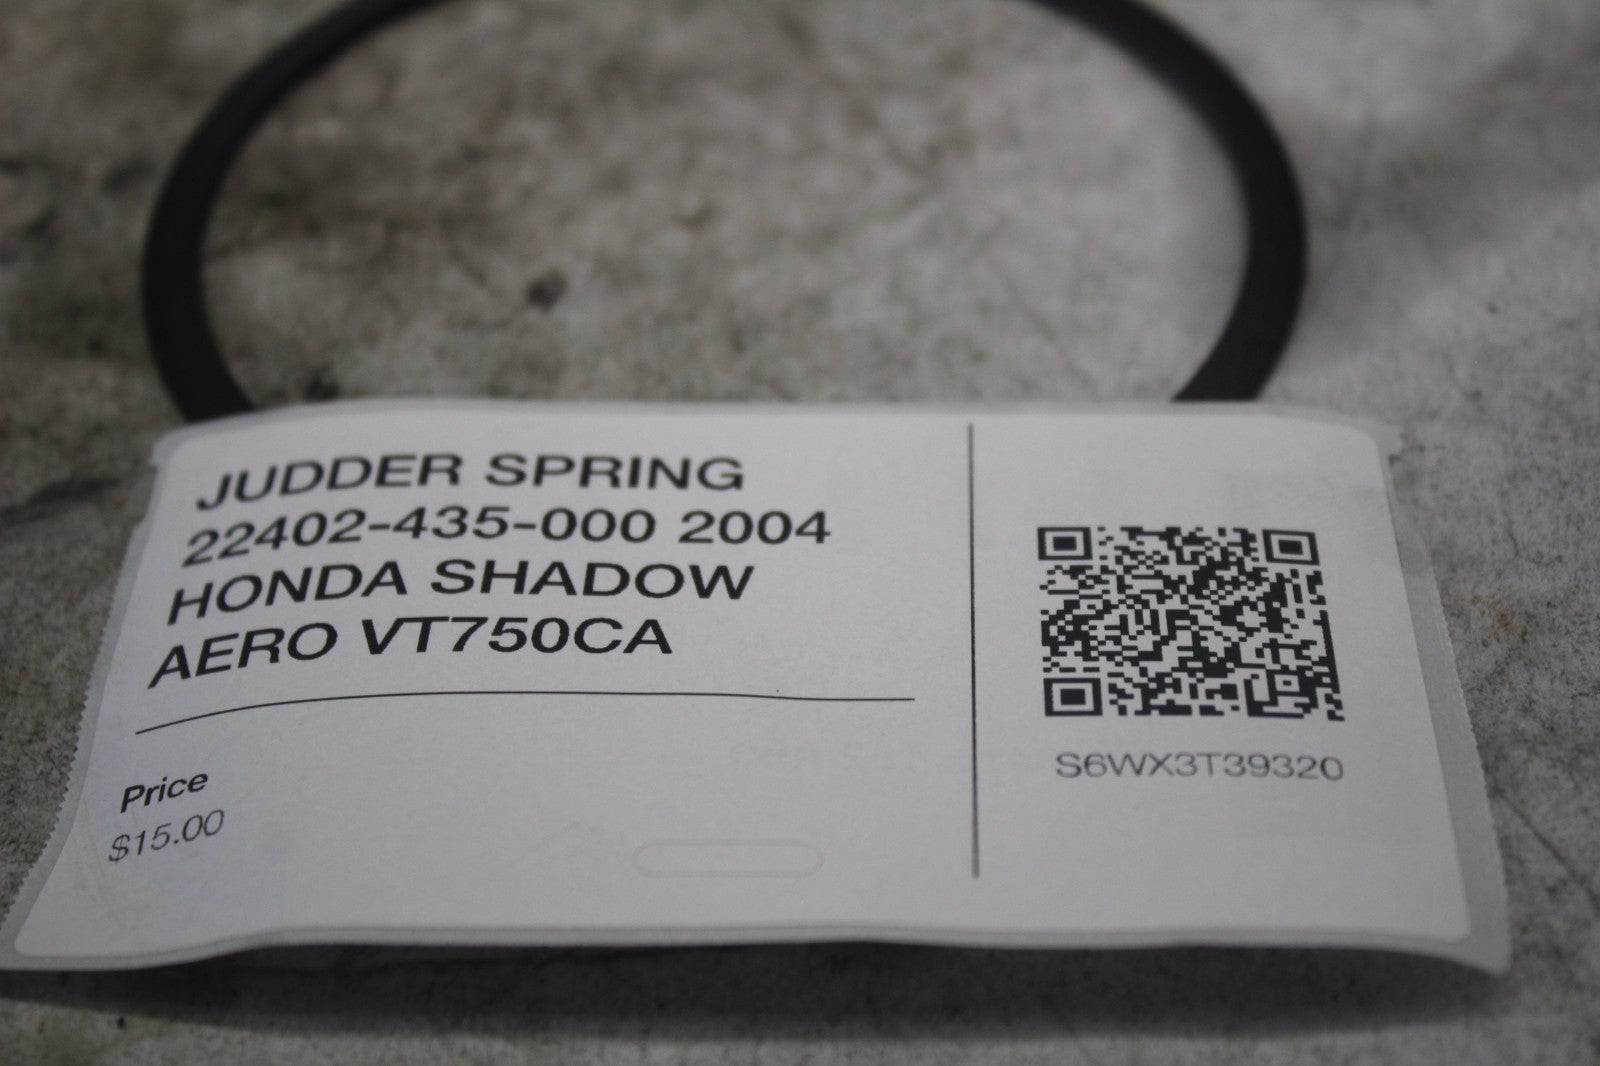 JUDDER SPRING
22402-435-000 2004
HONDA SHADOW
AERO VT750CA
Price
$15.00
S6WX3T39320